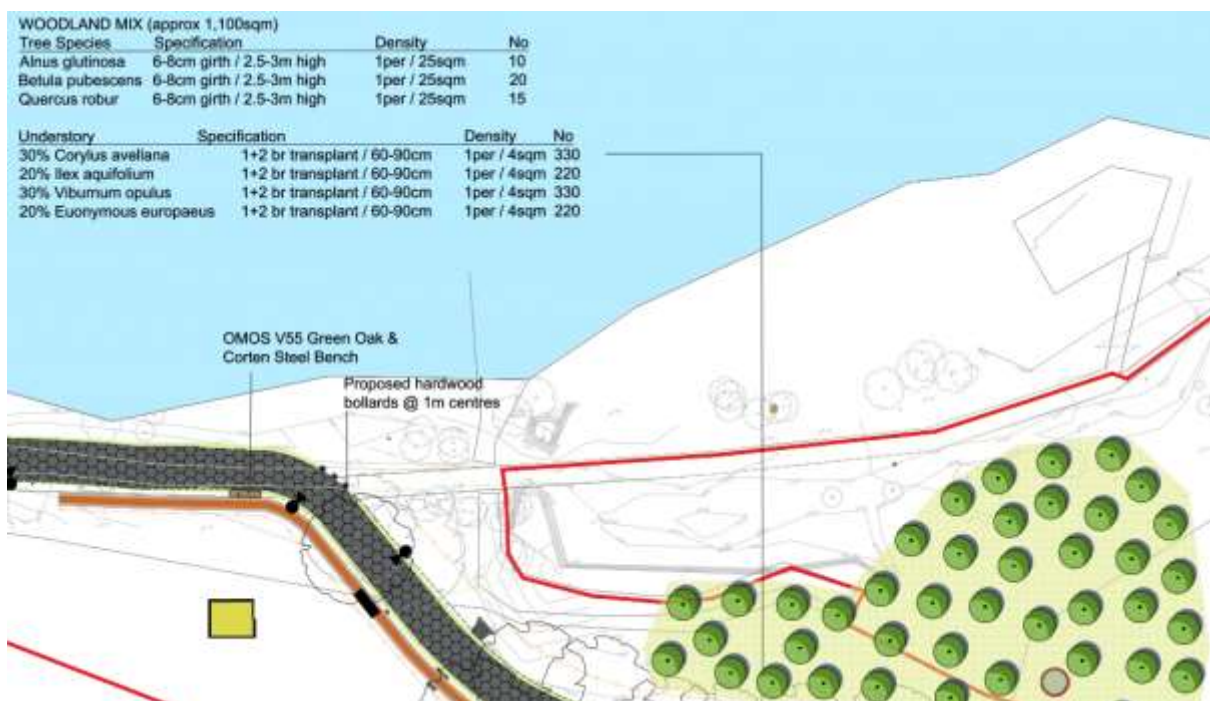 WOODLAND MIX (approx 1,100sqm)
Tree Species Specification Density No
Alnus glutinosa 6-8cm girth / 2.5-3m high 1per / 25sqm 10
Betula pubescens 6-8cm girth / 2.5-3m high 1per / 25sqm 20
Quercus robur 6-8cm girth / 2.5-3m high 1per / 25sqm 15
Understory Specification Density No
30% Corylus avellana 1+2 br transplant / 60-90cm 1per / 4sqm 330
20% Ilex aquifolium 1+2 br transplant / 60-90cm 1per / 4sqm 220
30% Viburnum opulus 1+2 br transplant / 60-90cm 1per / 4sqm 330
20% Euonymous europaeus 1+2 br transplant / 60-90cm 1per / 4sqm 220
OMOS V55 Green Oak &
Corten Steel Bench
Proposed hardwood
bollards @ 1m centres